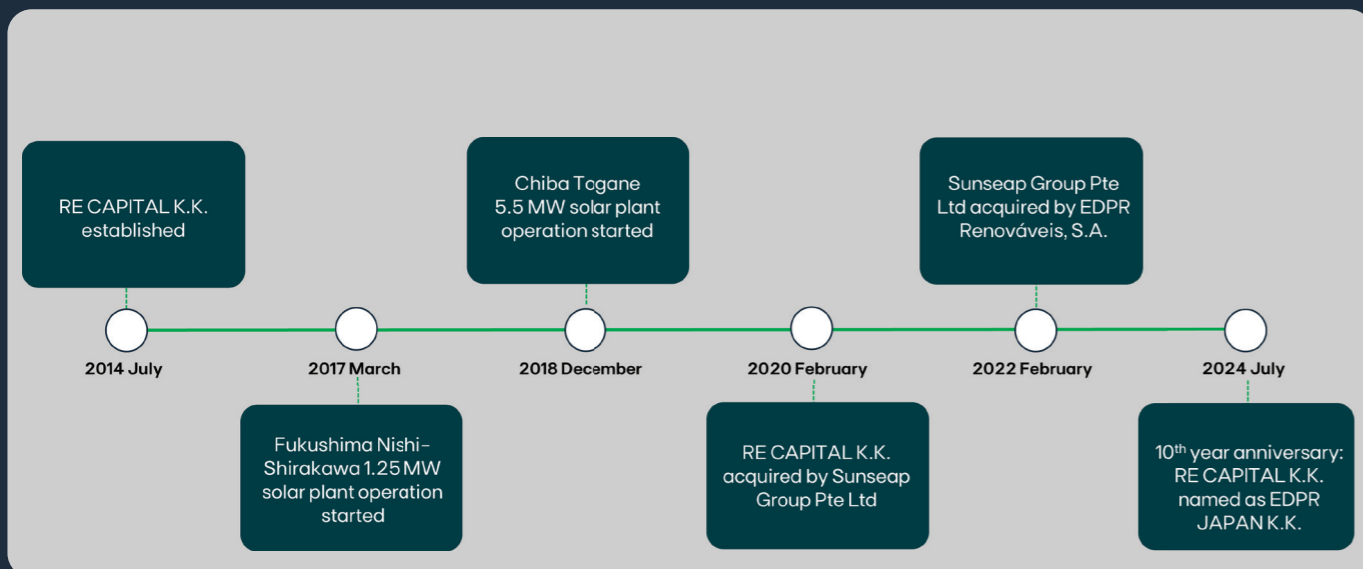 RE CAPITAL K.K.
established
Chiba Togane
5.5 MW solar plant
operation started
Sunseap Group Pte
Ltd acquired by EDPR
Renováveis, S.A.
2014 July
2017 March
2018 December
2020 February
2022 February
2024 July
Fukushima Nishi-
Shirakawa 1.25 MW
solar plant operation
started
RE CAPITAL K.K.
acquired by Sunseap
Group Pte Ltd
10th year anniversary:
RE CAPITAL K.K.
named as EDPR
JAPAN K.K.